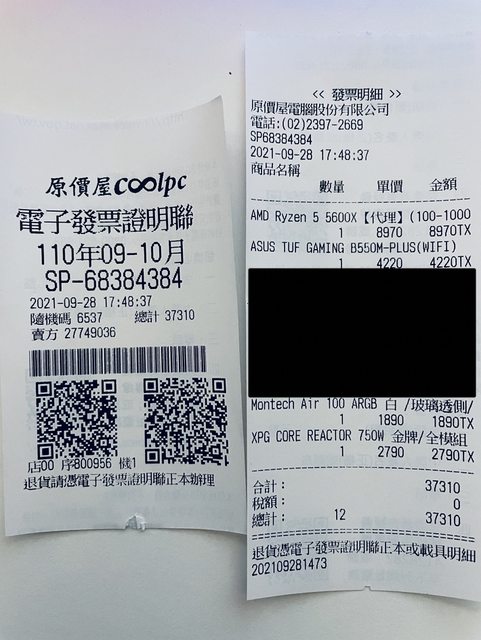 原價屋coolpc
電子發票證明聯
110年09-10月
SP-68384384
2021-09-28 17:48:37
隨機碼 6537 總計 37310
賣方 27749036
店00 序800956 機1
退貨請憑電子發票證明聯正本辦理
<< 發票明細 >>
原價屋電腦股份有限公司
電話:(02)2397-2669
SP68384384
2021-09-28 17:48:37
商品名稱
數量 單價 金額
AMD Ryzen 5 5600X【代理】(100-1000
1 8970 8970TX
ASUS TUF GAMING B550M-PLUS(WIFI)
1 4220 4220TX
Montech Air 100 ARGB 白 /玻璃透側/
1 1890 1890TX
XPG CORE REACTOR 750W 金牌/全模組
1 2790 2790TX
合計: 37310
稅額: 0
總計: 12 37310
退貨憑電子發票證明聯正本或載具明細
202109281473